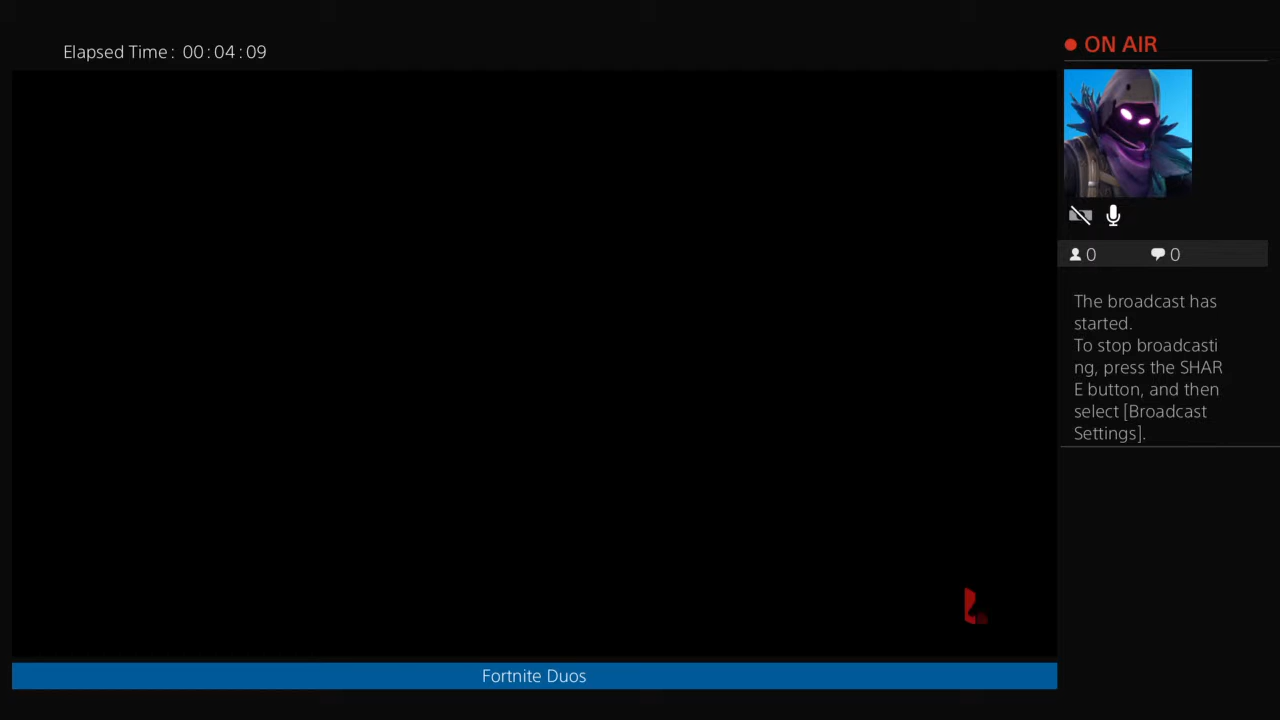 Elapsed Time: 00:04:09
ON AIR
0 0
The broadcast has
started.
To stop broadcasti
ng, press the SHAR
E button, and then
select [Broadcast
Settings].
Fortnite Duos